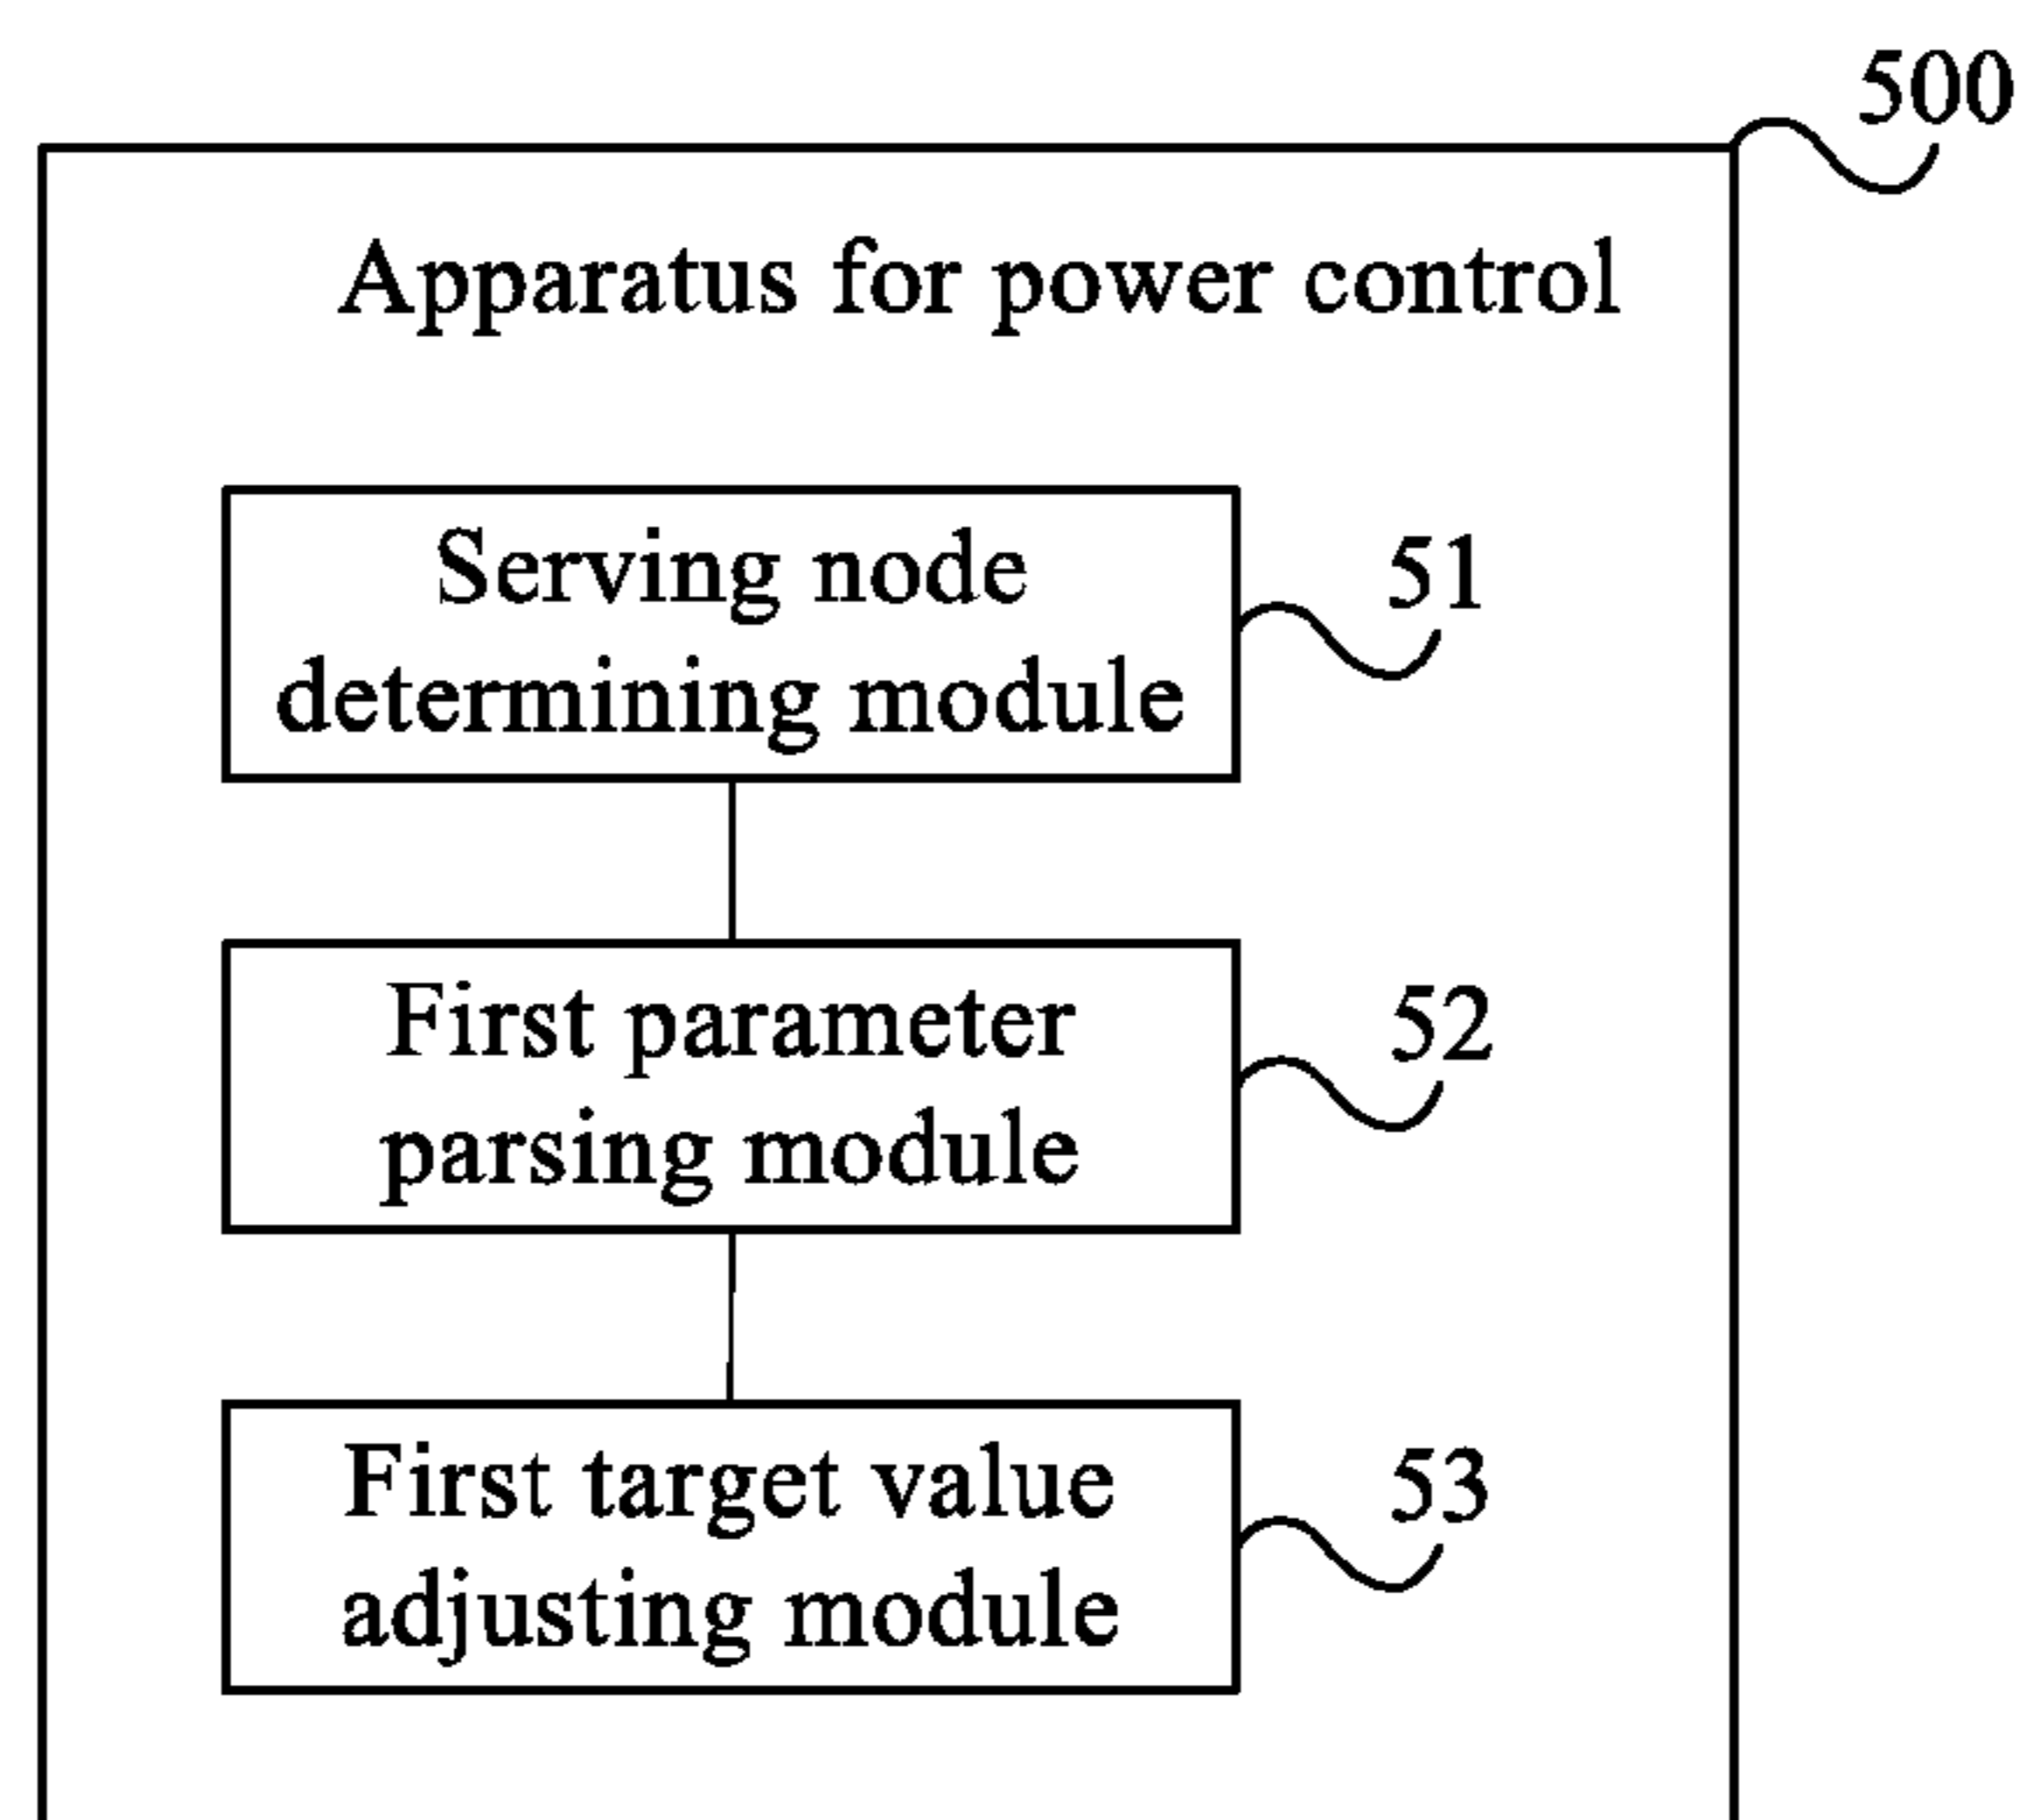 500
Apparatus for power control
Serving node
determining module
51
First parameter
parsing module
52
First target value
adjusting module
53